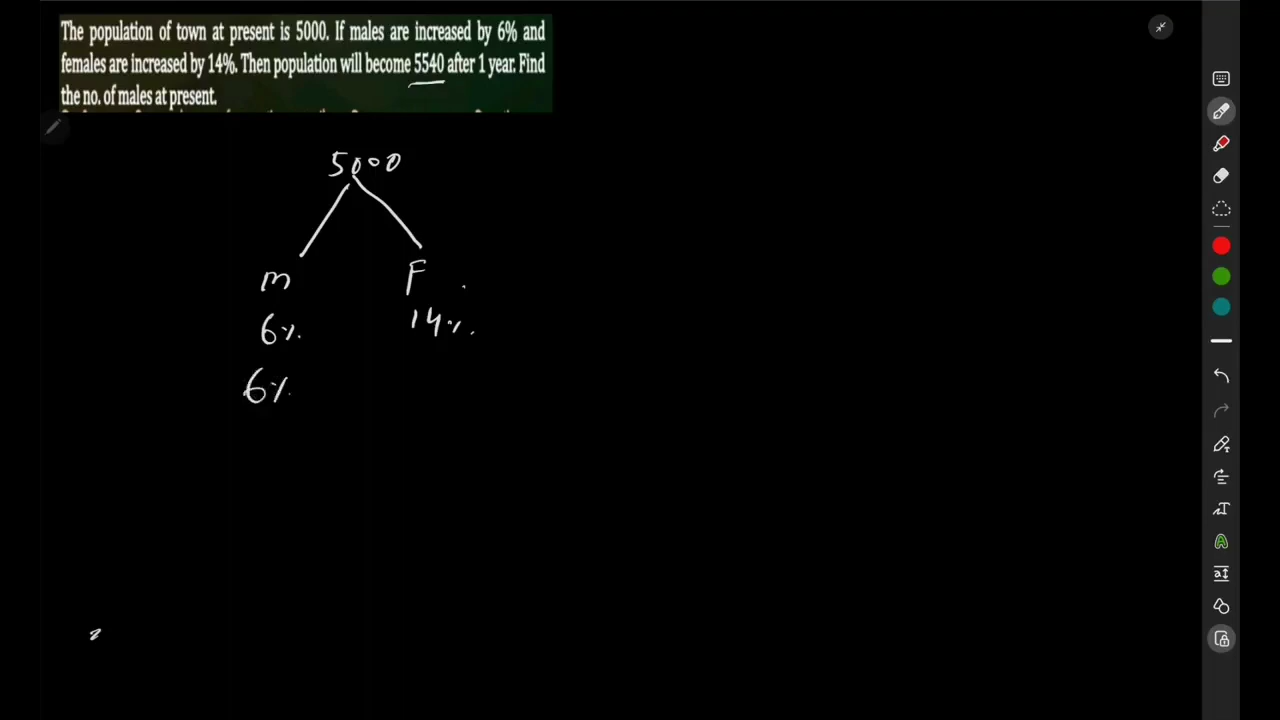 The population of town at present is 5000. If males are increased by 6% and
females are increased by 14%. Then population will become 5540 after 1 year. Find
the no. of males at present.
5000
m F
6% 14%
6%